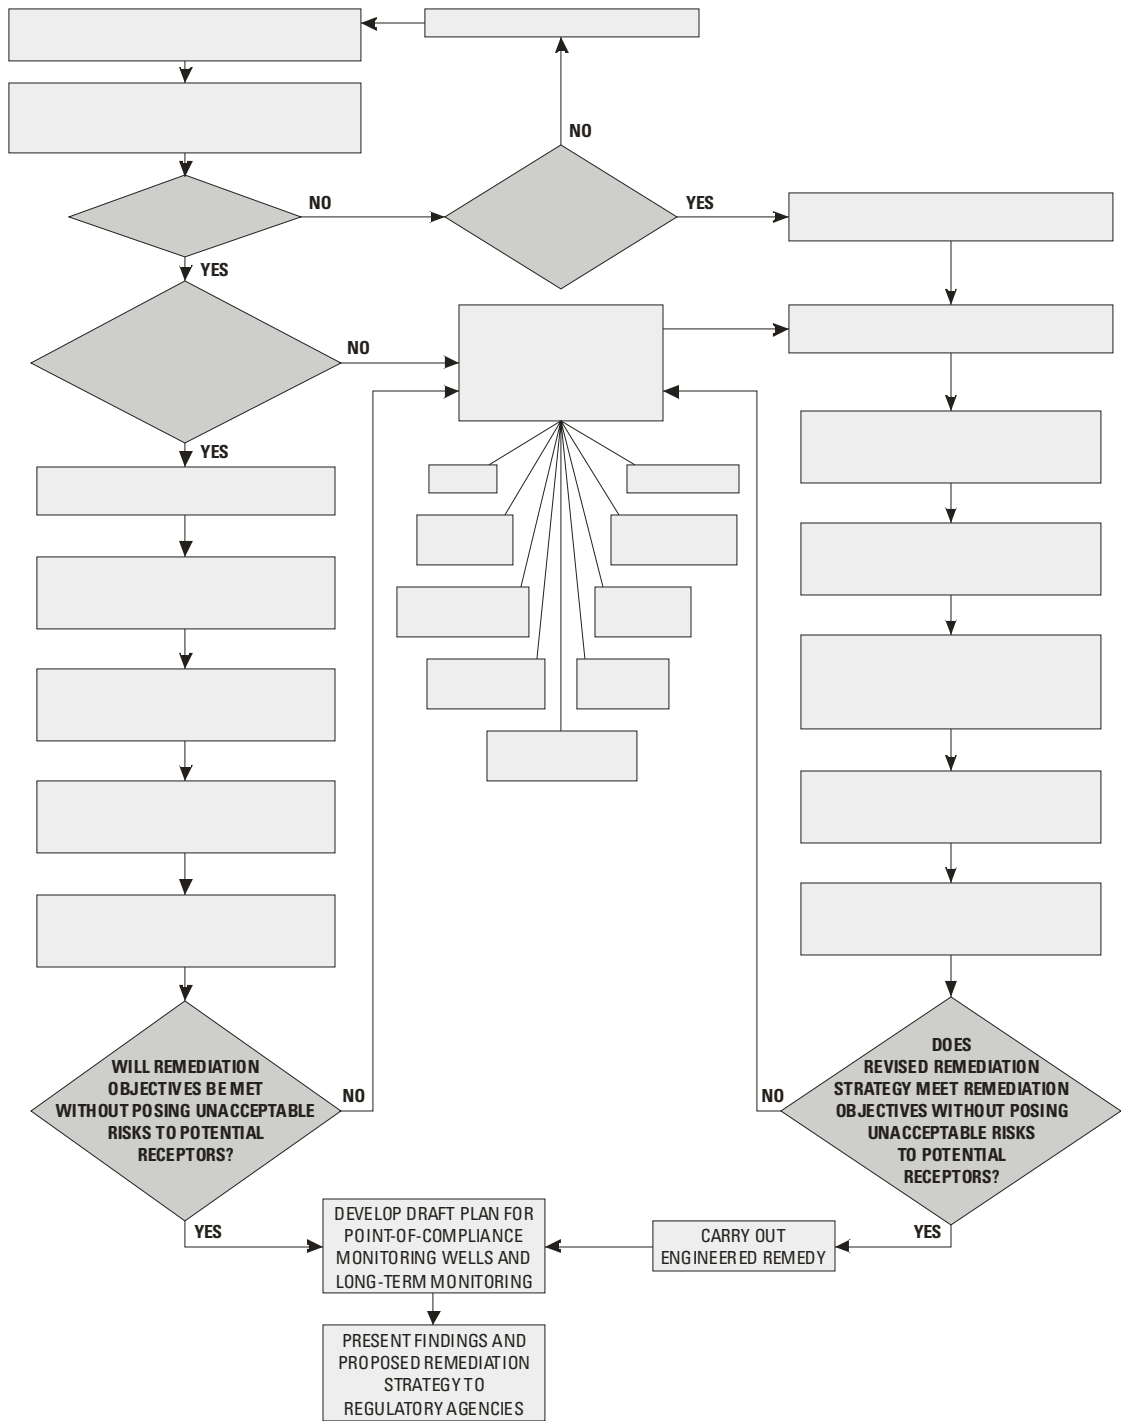 NO
NO
YES
YES
NO
YES
WILL REMEDIATION
OBJECTIVES BE MET
WITHOUT POSING UNACCEPTABLE
RISKS TO POTENTIAL
RECEPTORS?
NO
NO
DOES
REVISED REMEDIATION
STRATEGY MEET REMEDIATION
OBJECTIVES WITHOUT POSING
UNACCEPTABLE RISKS
TO POTENTIAL
RECEPTORS?
YES
DEVELOP DRAFT PLAN FOR
POINT-OF-COMPLIANCE
MONITORING WELLS AND
LONG-TERM MONITORING
CARRY OUT
ENGINEERED REMEDY
YES
PRESENT FINDINGS AND
PROPOSED REMEDIATION
STRATEGY TO
REGULATORY AGENCIES